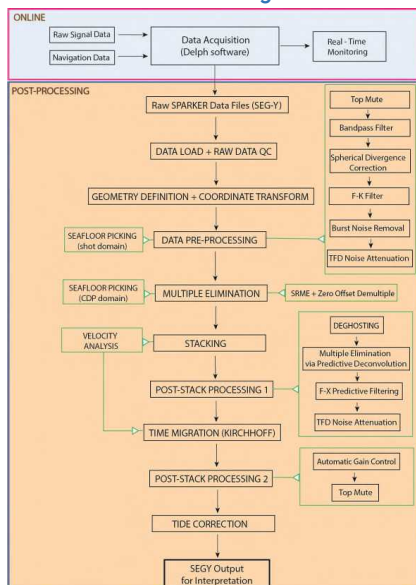 ONLINE
Raw Signal Data
Navigation Data
Data Acquisition
(Delph software)
Real - Time
Monitoring
POST-PROCESSING
Raw SPARKER Data Files (SEG-Y)
DATA LOAD + RAW DATA QC
GEOMETRY DEFINITION + COORDINATE TRANSFORM
SEAFLOOR PICKING
(shot domain)
DATA PRE-PROCESSING
Top Mute
Bandpass Filter
Spherical Divergence
Correction
F-K Filter
Burst Noise Removal
TFD Noise Attenuation
SEAFLOOR PICKING
(CDP domain)
MULTIPLE ELIMINATION
SRME + Zero Offset Demultiple
VELOCITY
ANALYSIS
STACKING
POST-STACK PROCESSING 1
DEGHOSTING
Multiple Elimination
via Predictive Deconvolution
F-X Predictive Filtering
TFD Noise Attenuation
TIME MIGRATION (KIRCHHOFF)
POST-STACK PROCESSING 2
Automatic Gain Control
Top Mute
TIDE CORRECTION
SEGY Output
for Interpretation